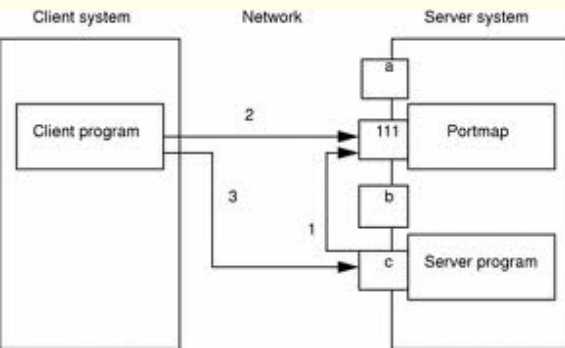 Client system
Network
Server system
a
Client program
2
111
Portmap
3
b
1
c
Server program